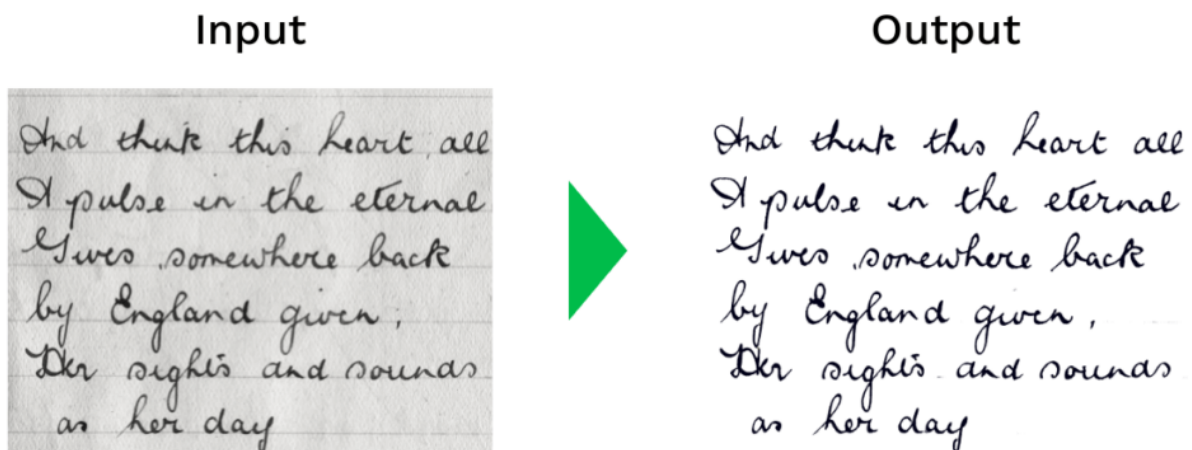 Input
Output
And think this heart, all
A pulse in the eternal
Gives somewhere back
by England given,
Her sights and sounds
as her day
And think this heart all
A pulse in the eternal
Gives somewhere back
by England given,
Her sights and sounds
as her day